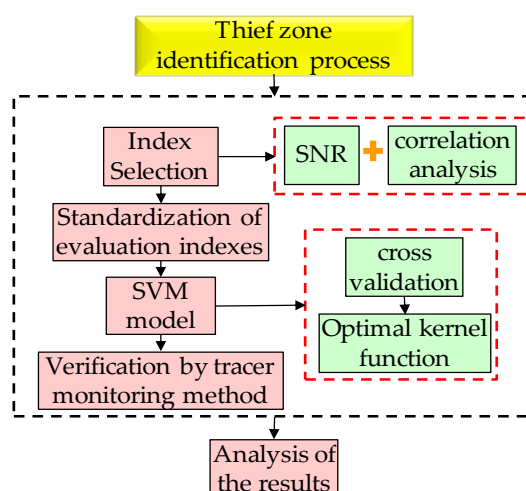 Thief zone
identification process
Index
Selection
SNR
+
correlation
analysis
Standardization of
evaluation indexes
SVM
model
cross
validation
Optimal kernel
function
Verification by tracer
monitoring method
Analysis of
the results